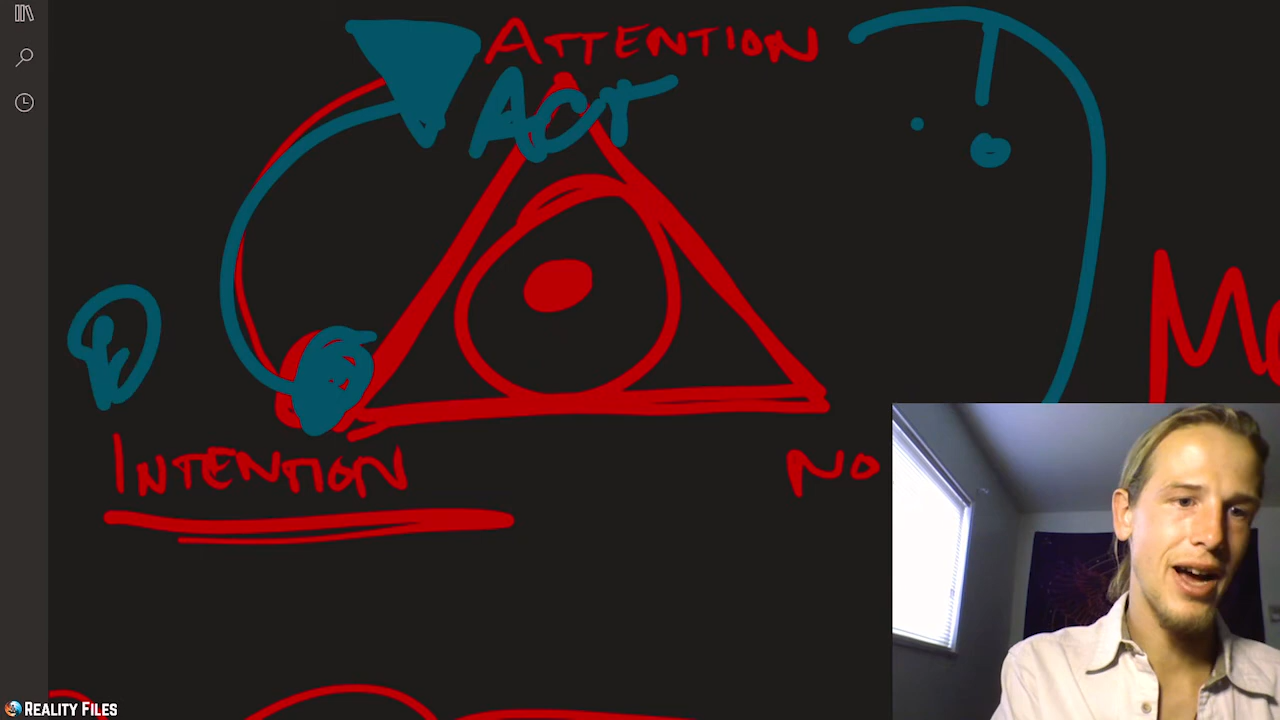 ATTENTION
ACT
INTENTION
NO
REALITY FILES